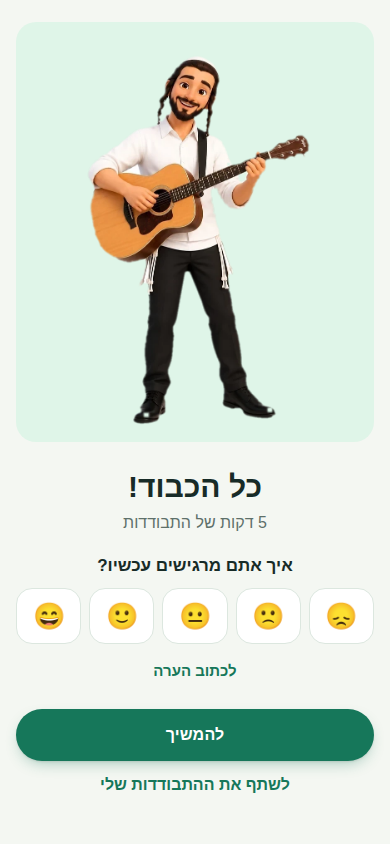 כל הכבוד!
5 דקות של התבודדות
איך אתם מרגישים עכשיו?
לכתוב הערה
להמשיך
לשתף את ההתבודדות שלי